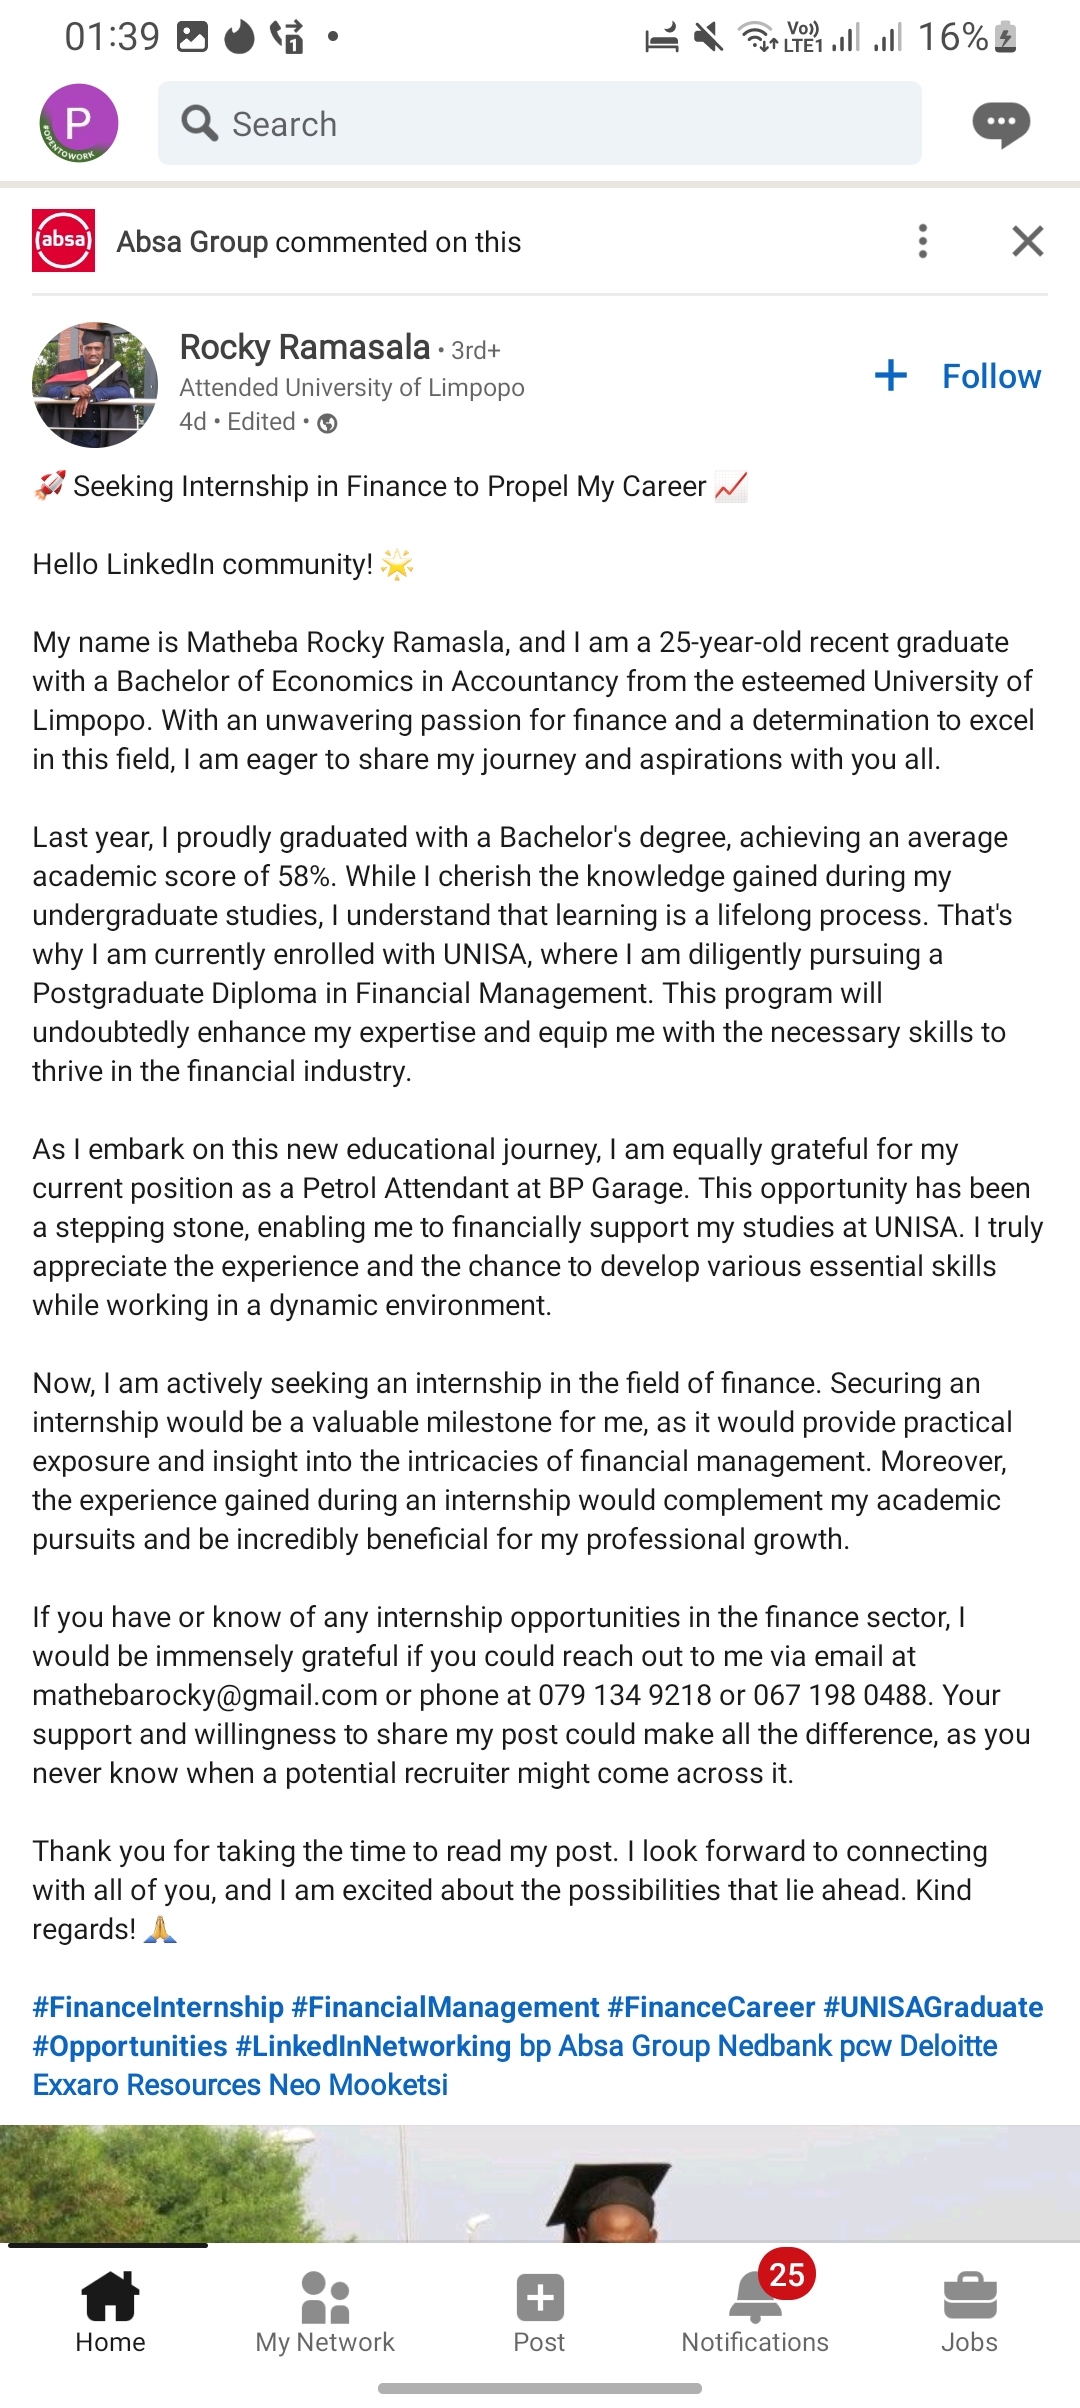 01:39 1 Vo)) LTE1 16%
P
#OPENTOWORK
Search
absa
Absa Group commented on this
Rocky Ramasala • 3rd+
Attended University of Limpopo
4d • Edited •
+ Follow
🚀 Seeking Internship in Finance to Propel My Career 📈
Hello LinkedIn community! 🌟
My name is Matheba Rocky Ramasla, and I am a 25-year-old recent graduate
with a Bachelor of Economics in Accountancy from the esteemed University of
Limpopo. With an unwavering passion for finance and a determination to excel
in this field, I am eager to share my journey and aspirations with you all.
Last year, I proudly graduated with a Bachelor's degree, achieving an average
academic score of 58%. While I cherish the knowledge gained during my
undergraduate studies, I understand that learning is a lifelong process. That's
why I am currently enrolled with UNISA, where I am diligently pursuing a
Postgraduate Diploma in Financial Management. This program will
undoubtedly enhance my expertise and equip me with the necessary skills to
thrive in the financial industry.
As I embark on this new educational journey, I am equally grateful for my
current position as a Petrol Attendant at BP Garage. This opportunity has been
a stepping stone, enabling me to financially support my studies at UNISA. I truly
appreciate the experience and the chance to develop various essential skills
while working in a dynamic environment.
Now, I am actively seeking an internship in the field of finance. Securing an
internship would be a valuable milestone for me, as it would provide practical
exposure and insight into the intricacies of financial management. Moreover,
the experience gained during an internship would complement my academic
pursuits and be incredibly beneficial for my professional growth.
If you have or know of any internship opportunities in the finance sector, I
would be immensely grateful if you could reach out to me via email at
mathebarocky@gmail.com or phone at 079 134 9218 or 067 198 0488. Your
support and willingness to share my post could make all the difference, as you
never know when a potential recruiter might come across it.
Thank you for taking the time to read my post. I look forward to connecting
with all of you, and I am excited about the possibilities that lie ahead. Kind
regards! 🙏
#FinanceInternship #FinancialManagement #FinanceCareer #UNISAGraduate
#Opportunities #LinkedInNetworking bp Absa Group Nedbank pcw Deloitte
Exxaro Resources Neo Mooketsi
25
Home My Network Post Notifications Jobs